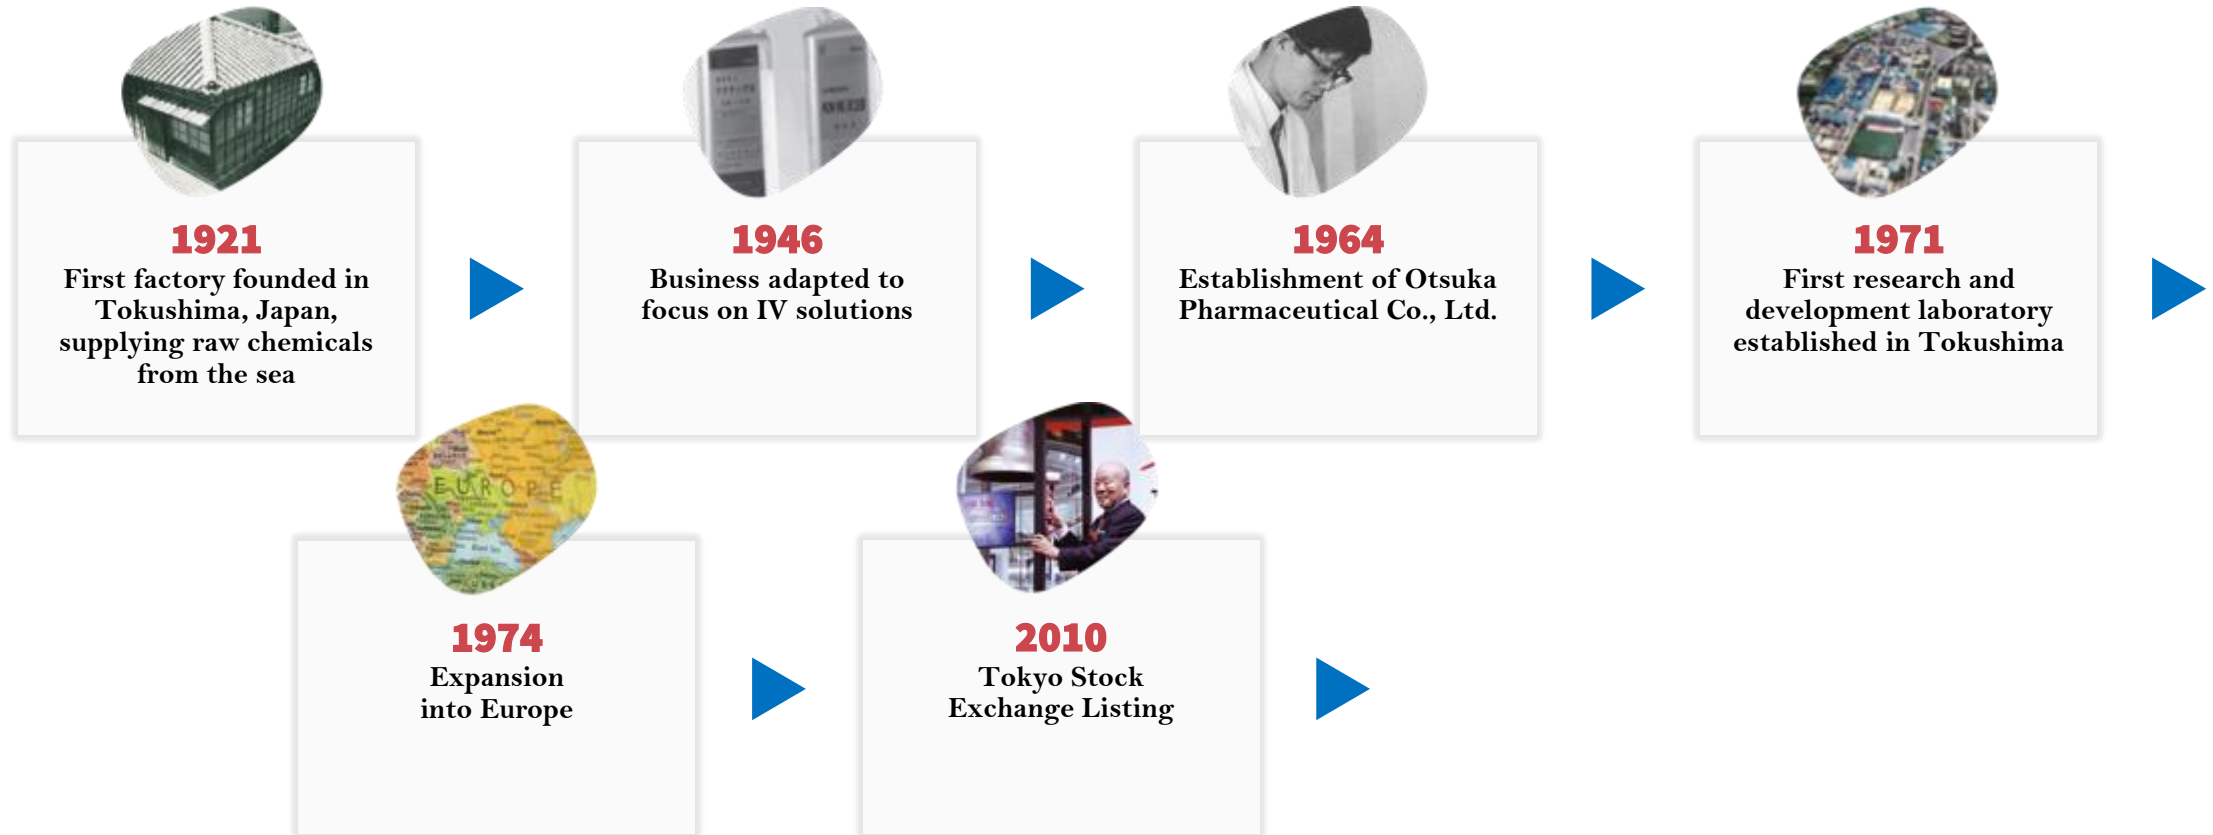 1921
First factory founded in
Tokushima, Japan,
supplying raw chemicals
from the sea
1946
Business adapted to
focus on IV solutions
1964
Establishment of Otsuka
Pharmaceutical Co., Ltd.
1971
First research and
development laboratory
established in Tokushima
EUROPE
1974
Expansion
into Europe
2010
Tokyo Stock
Exchange Listing